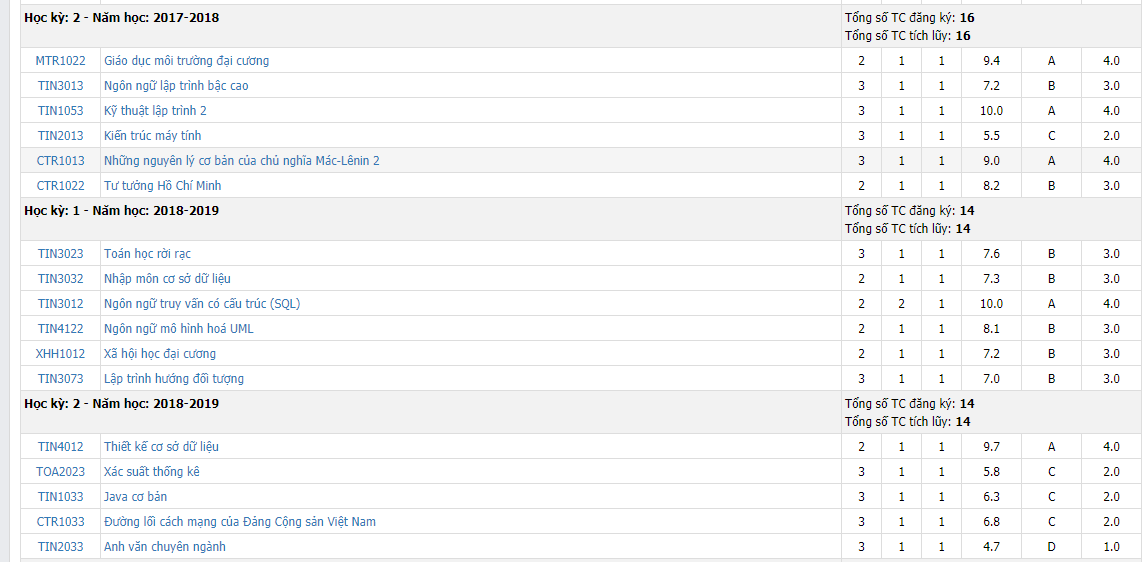 Học kỳ: 2 - Năm học: 2017-2018 Tổng số TC đăng ký: 16
Tổng số TC tích lũy: 16
MTR1022 Giáo dục môi trường đại cương 2 1 1 9.4 A 4.0
TIN3013 Ngôn ngữ lập trình bậc cao 3 1 1 7.2 B 3.0
TIN1053 Kỹ thuật lập trình 2 3 1 1 10.0 A 4.0
TIN2013 Kiến trúc máy tính 3 1 1 5.5 C 2.0
CTR1013 Những nguyên lý cơ bản của chủ nghĩa Mác-Lênin 2 3 1 1 9.0 A 4.0
CTR1022 Tư tưởng Hồ Chí Minh 2 1 1 8.2 B 3.0
Học kỳ: 1 - Năm học: 2018-2019 Tổng số TC đăng ký: 14
Tổng số TC tích lũy: 14
TIN3023 Toán học rời rạc 3 1 1 7.6 B 3.0
TIN3032 Nhập môn cơ sở dữ liệu 2 1 1 7.3 B 3.0
TIN3012 Ngôn ngữ truy vấn có cấu trúc (SQL) 2 2 1 10.0 A 4.0
TIN4122 Ngôn ngữ mô hình hoá UML 2 1 1 8.1 B 3.0
XHH1012 Xã hội học đại cương 2 1 1 7.2 B 3.0
TIN3073 Lập trình hướng đối tượng 3 1 1 7.0 B 3.0
Học kỳ: 2 - Năm học: 2018-2019 Tổng số TC đăng ký: 14
Tổng số TC tích lũy: 14
TIN4012 Thiết kế cơ sở dữ liệu 2 1 1 9.7 A 4.0
TOA2023 Xác suất thống kê 3 1 1 5.8 C 2.0
TIN1033 Java cơ bản 3 1 1 6.3 C 2.0
CTR1033 Đường lối cách mạng của Đảng Cộng sản Việt Nam 3 1 1 6.8 C 2.0
TIN2033 Anh văn chuyên ngành 3 1 1 4.7 D 1.0